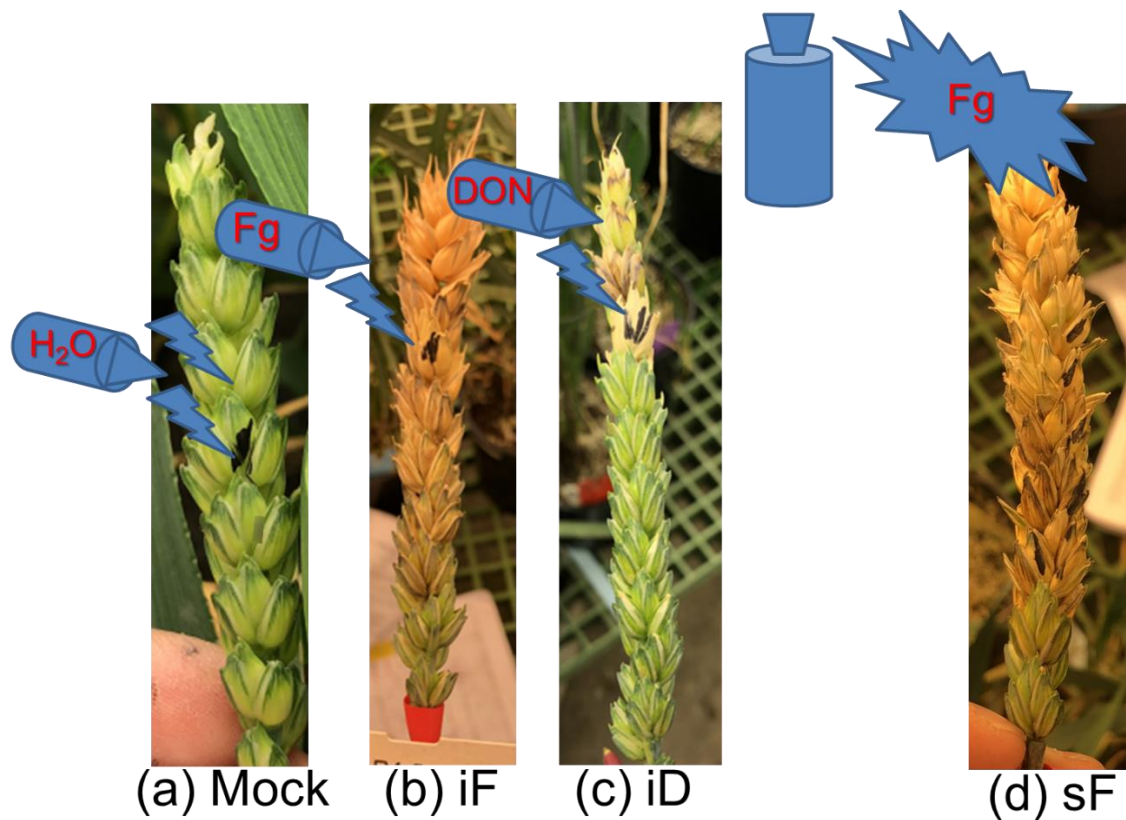 Fg
DON
Fg
H₂O
(a) Mock
(b) iF
(c) iD
(d) sF